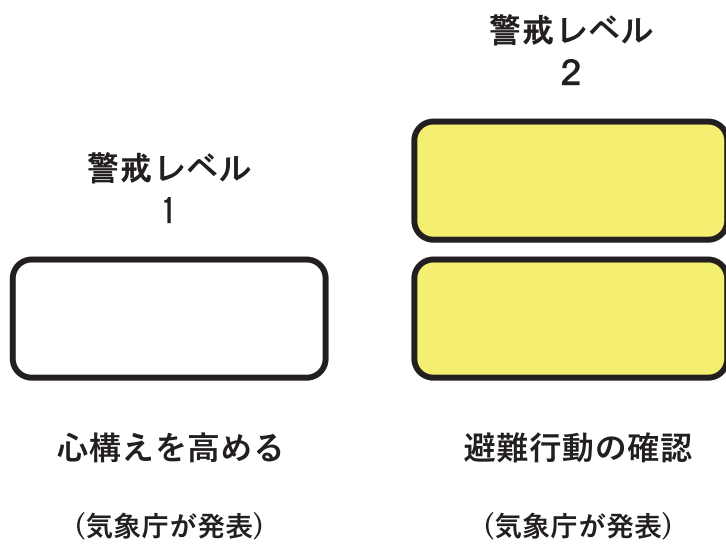 警戒レベル
1
心構えを高める
(気象庁が発表)
警戒レベル
2
避難行動の確認
(気象庁が発表)